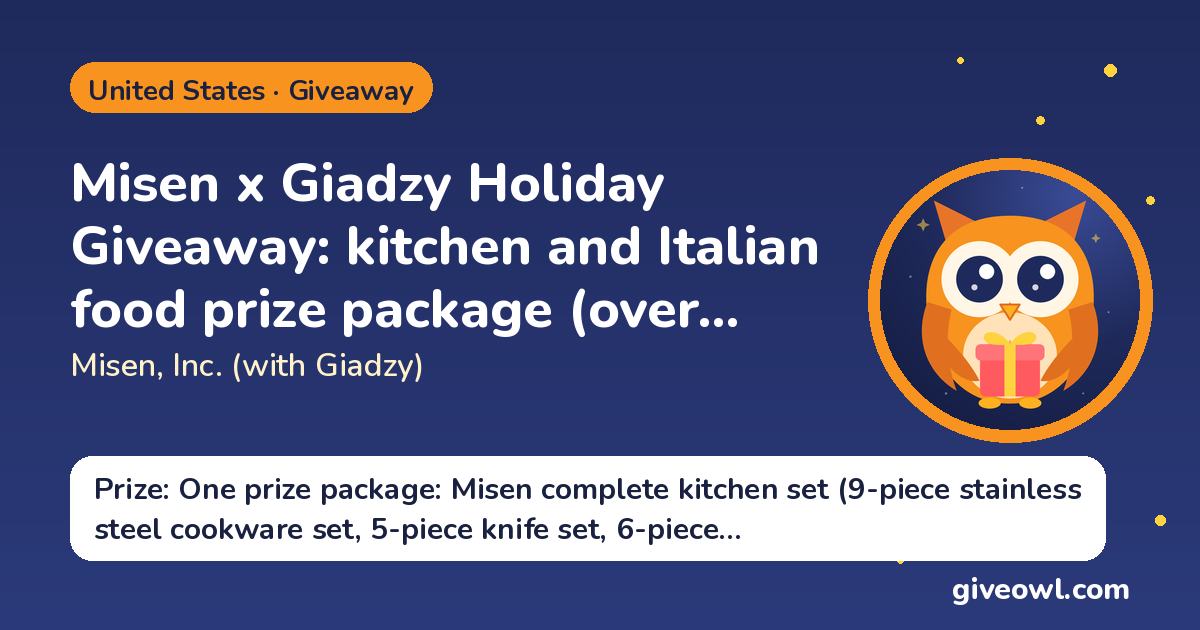 United States · Giveaway
Misen x Giadzy Holiday
Giveaway: kitchen and Italian
food prize package (over...
Misen, Inc. (with Giadzy)
Prize: One prize package: Misen complete kitchen set (9-piece stainless
steel cookware set, 5-piece knife set, 6-piece...
giveowl.com